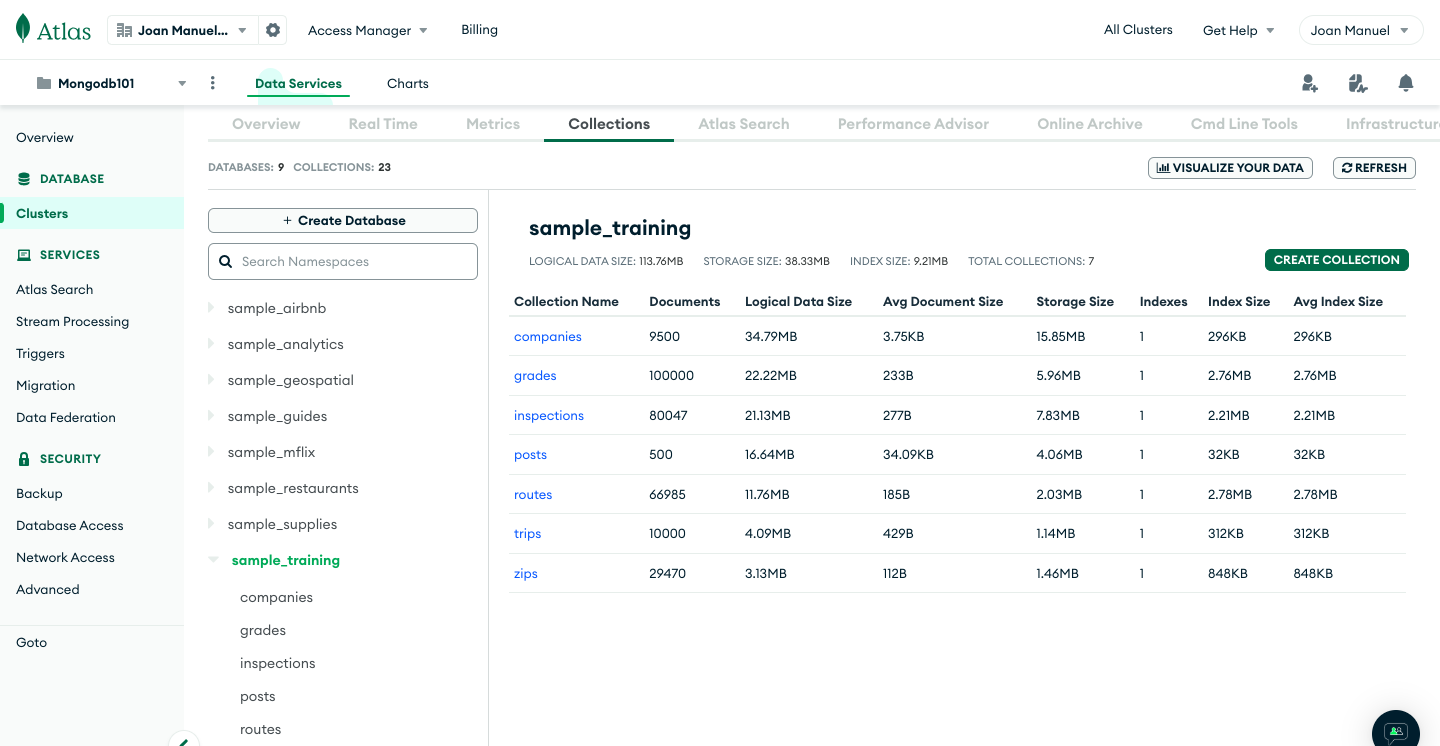 Atlas
Joan Manuel...
Access Manager
Billing
All Clusters
Get Help
Joan Manuel
Mongodb101
Data Services
Charts
Overview
DATABASE
Clusters
SERVICES
Atlas Search
Stream Processing
Triggers
Migration
Data Federation
SECURITY
Backup
Database Access
Network Access
Advanced
Goto
Overview Real Time Metrics Collections Atlas Search Performance Advisor Online Archive Cmd Line Tools Infrastructur
DATABASES: 9 COLLECTIONS: 23
VISUALIZE YOUR DATA
REFRESH
+ Create Database
Search Namespaces
sample_airbnb
sample_analytics
sample_geospatial
sample_guides
sample_mflix
sample_restaurants
sample_supplies
sample_training
companies
grades
inspections
posts
routes
sample_training
LOGICAL DATA SIZE: 113.76MB STORAGE SIZE: 38.33MB INDEX SIZE: 9.21MB TOTAL COLLECTIONS: 7
CREATE COLLECTION
Collection Name Documents Logical Data Size Avg Document Size Storage Size Indexes Index Size Avg Index Size
companies 9500 34.79MB 3.75KB 15.85MB 1 296KB 296KB
grades 100000 22.22MB 233B 5.96MB 1 2.76MB 2.76MB
inspections 80047 21.13MB 277B 7.83MB 1 2.21MB 2.21MB
posts 500 16.64MB 34.09KB 4.06MB 1 32KB 32KB
routes 66985 11.76MB 185B 2.03MB 1 2.78MB 2.78MB
trips 10000 4.09MB 429B 1.14MB 1 312KB 312KB
zips 29470 3.13MB 112B 1.46MB 1 848KB 848KB